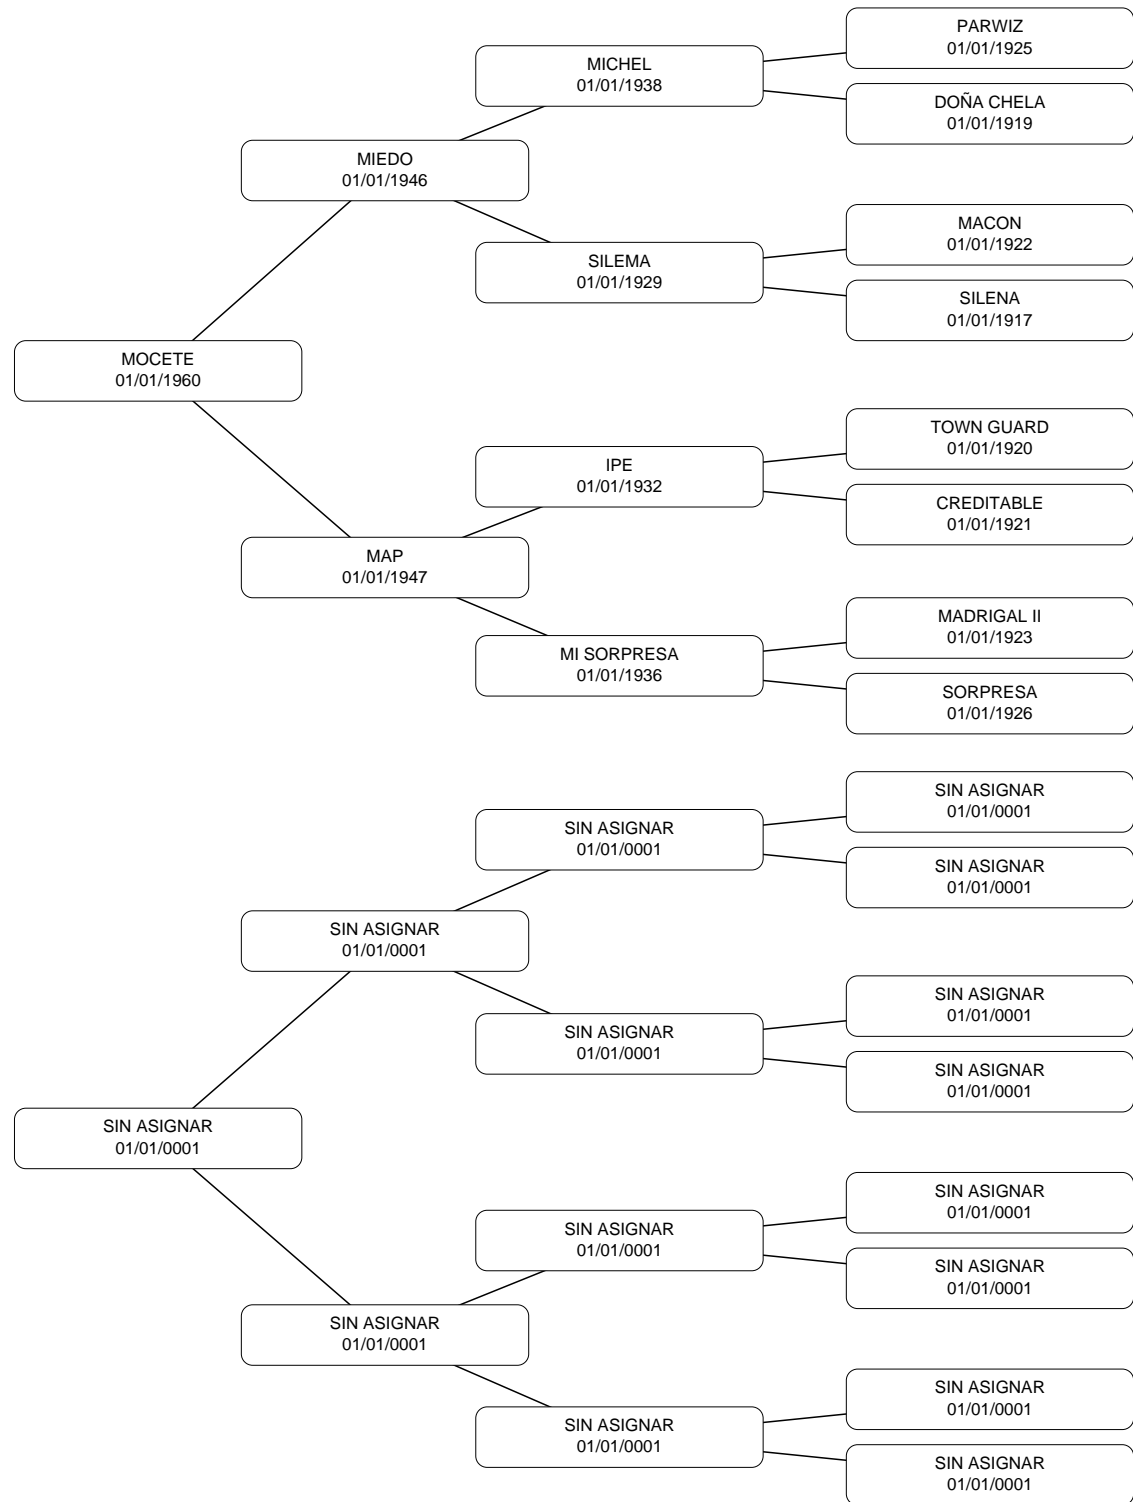 PARWIZ
01/01/1925
MICHEL
01/01/1938
DOÑA CHELA
01/01/1919
MIEDO
01/01/1946
MACON
01/01/1922
SILEMA
01/01/1929
SILENA
01/01/1917
MOCETE
01/01/1960
TOWN GUARD
01/01/1920
IPE
01/01/1932
CREDITABLE
01/01/1921
MAP
01/01/1947
MADRIGAL II
01/01/1923
MI SORPRESA
01/01/1936
SORPRESA
01/01/1926
SIN ASIGNAR
01/01/0001
SIN ASIGNAR
01/01/0001
SIN ASIGNAR
01/01/0001
SIN ASIGNAR
01/01/0001
SIN ASIGNAR
01/01/0001
SIN ASIGNAR
01/01/0001
SIN ASIGNAR
01/01/0001
SIN ASIGNAR
01/01/0001
SIN ASIGNAR
01/01/0001
SIN ASIGNAR
01/01/0001
SIN ASIGNAR
01/01/0001
SIN ASIGNAR
01/01/0001
SIN ASIGNAR
01/01/0001
SIN ASIGNAR
01/01/0001
SIN ASIGNAR
01/01/0001